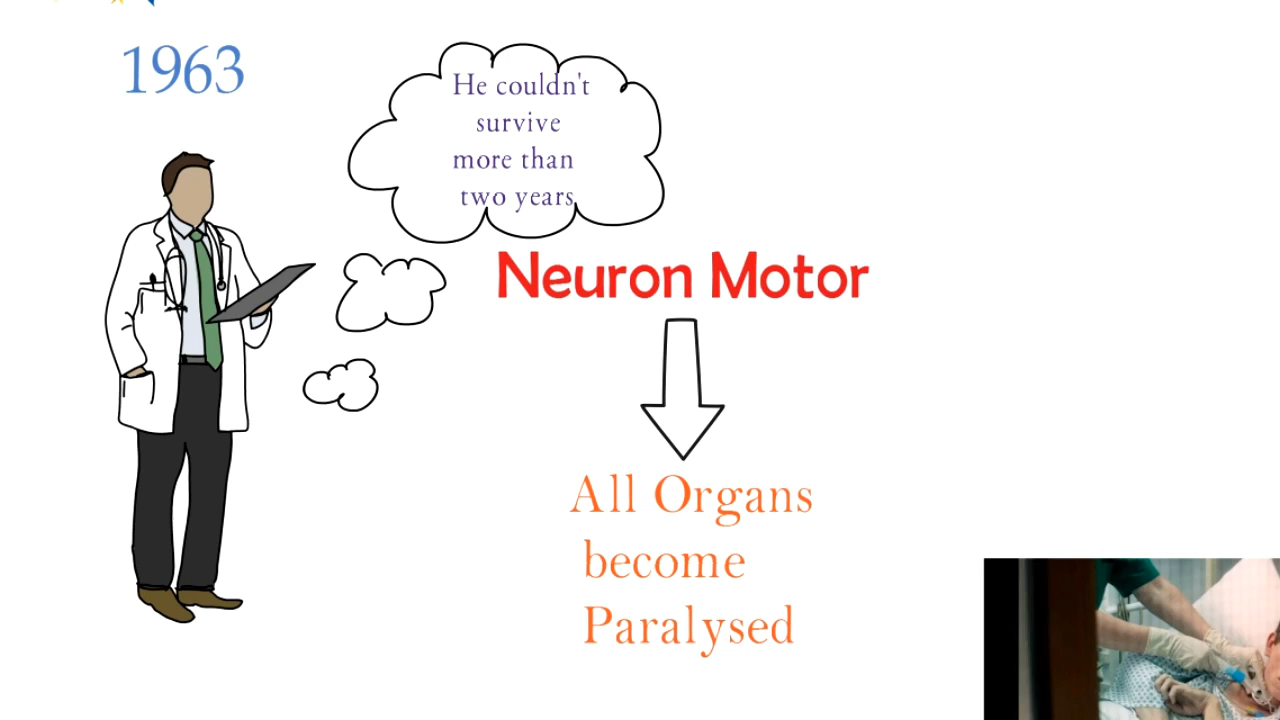 1963
He couldn't
survive
more than
two years
Neuron Motor
All Organs
become
Paralysed